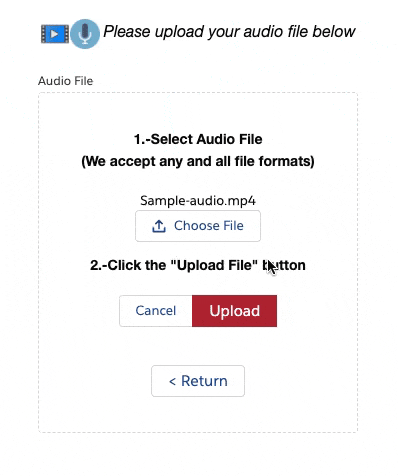 Please upload your audio file below
Audio File
1.-Select Audio File
(We accept any and all file formats)
Sample-audio.mp4
Choose File
2.-Click the "Upload File" button
Cancel Upload
< Return